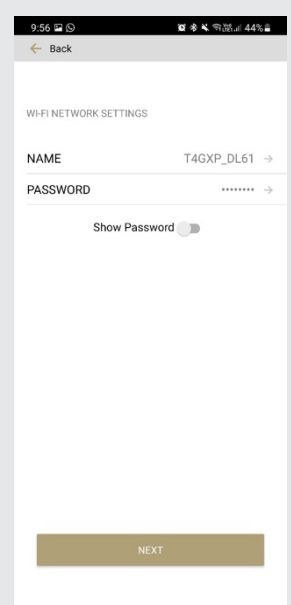 9:56 44%
Back
WI-FI NETWORK SETTINGS
NAME T4GXP_DL61
PASSWORD ********
Show Password
NEXT